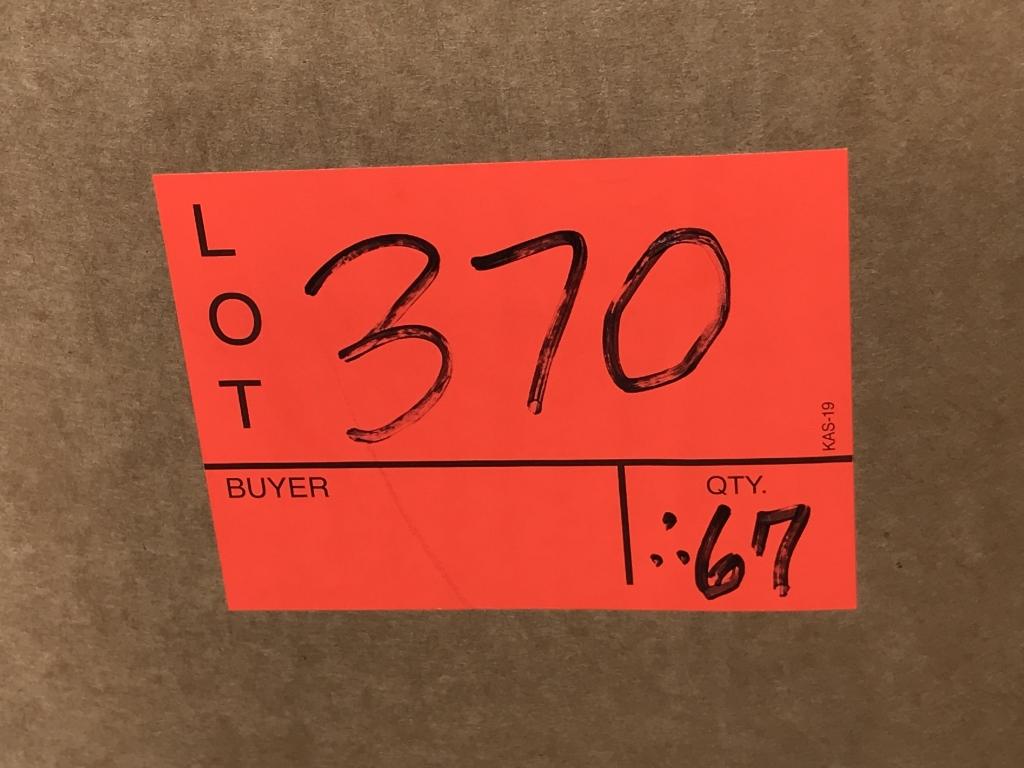 LOT
370
KAS-19
BUYER
QTY.
∴67